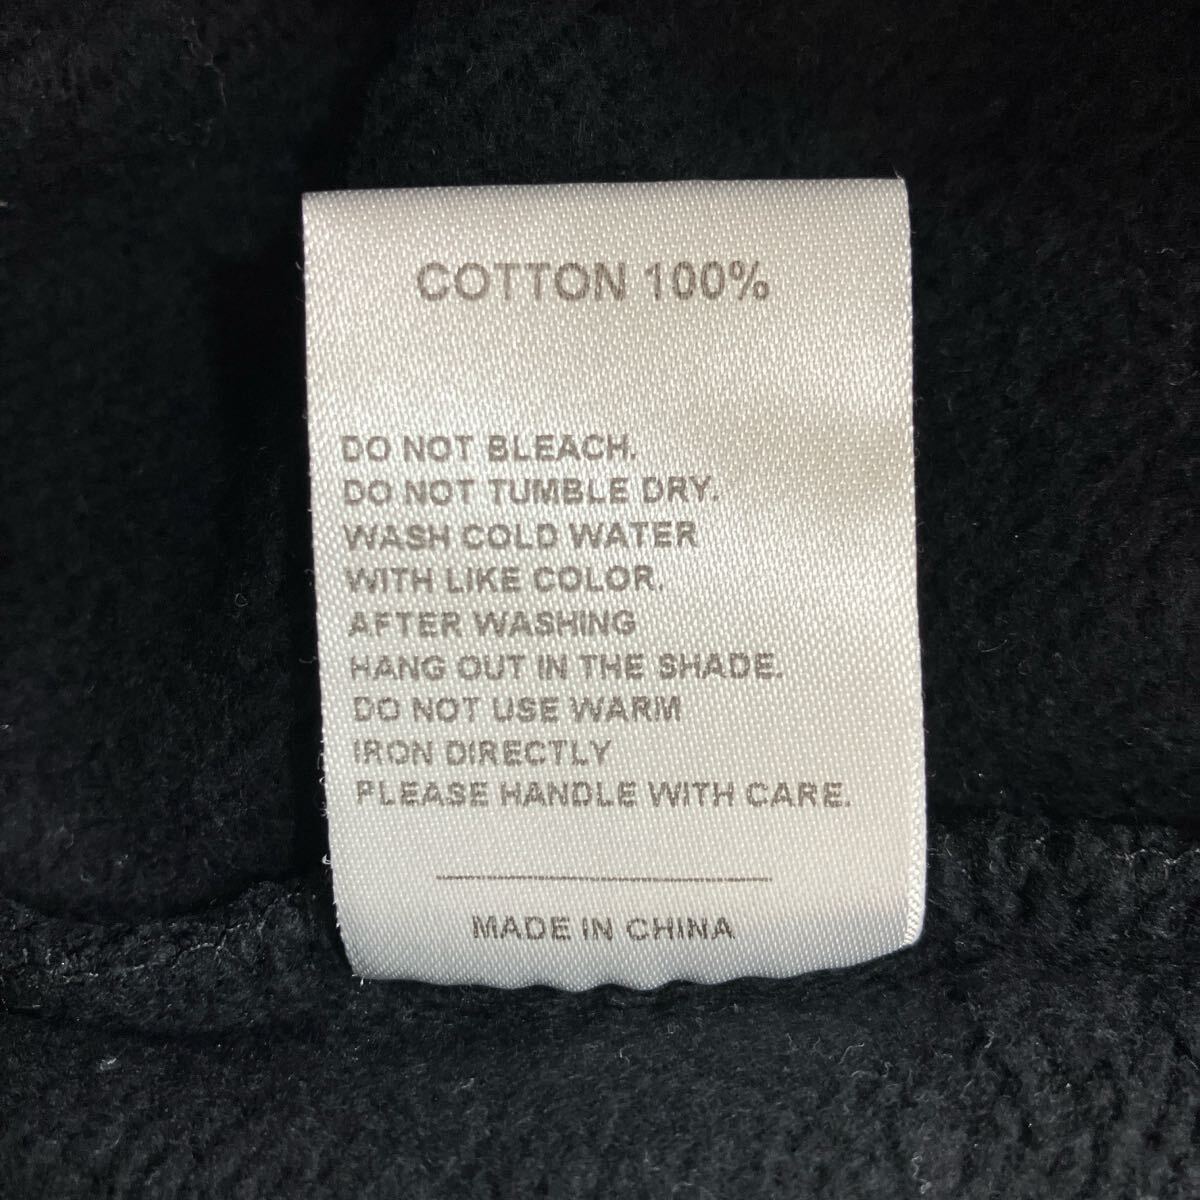 COTTON 100%
DO NOT BLEACH.
DO NOT TUMBLE DRY.
WASH COLD WATER
WITH LIKE COLOR.
AFTER WASHING
HANG OUT IN THE SHADE.
DO NOT USE WARM
IRON DIRECTLY
PLEASE HANDLE WITH CARE.
MADE IN CHINA